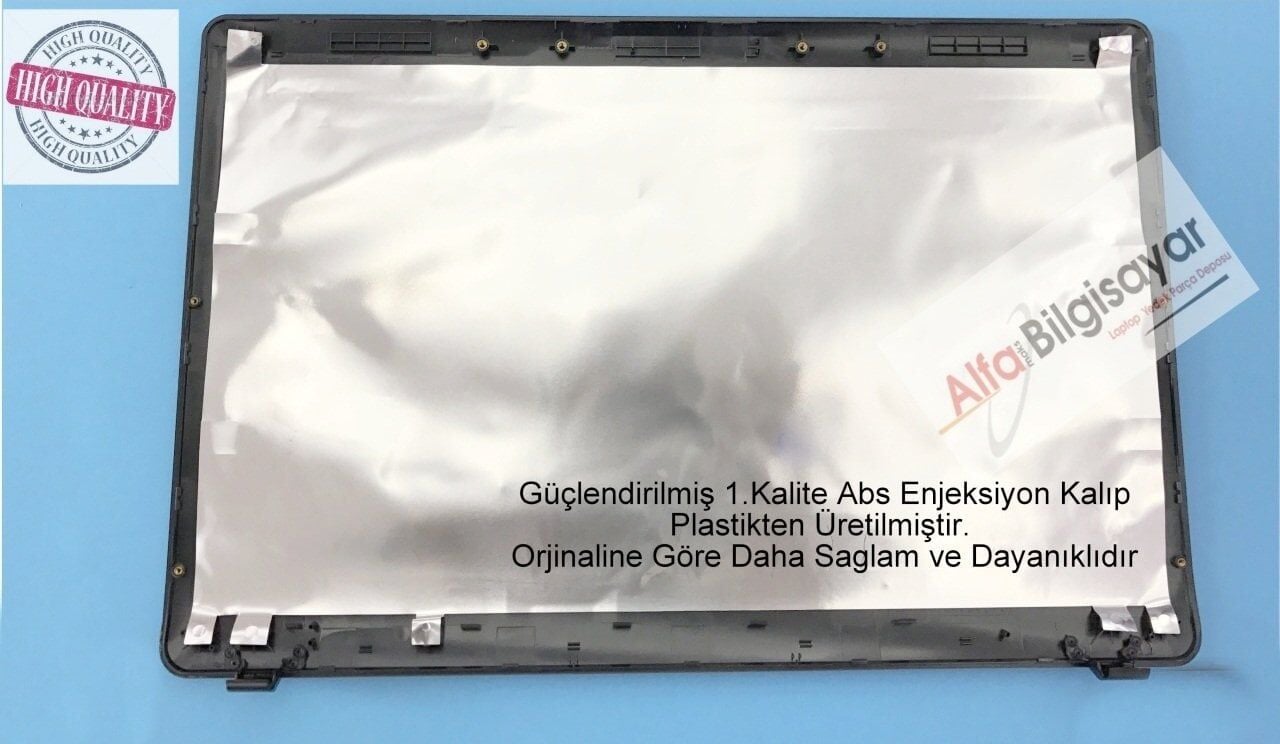 HIGH QUALITY
HIGH QUALITY
HIGH QUALITY
Alfa Bilgisayar
moks
Laptop Yedek Parça Deposu
Güçlendirilmiş 1.Kalite Abs Enjeksiyon Kalıp
Plastikten Üretilmiştir.
Orjinaline Göre Daha Saglam ve Dayanıklıdır